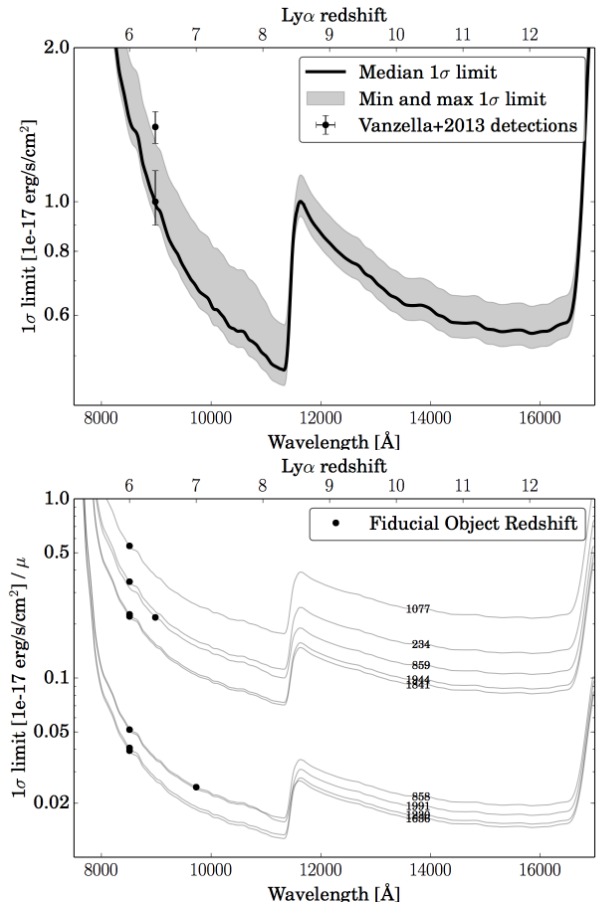 Lyα redshift
6 7 8 9 10 11 12
2.0
1.0
0.8
0.6
1σ limit [1e-17 erg/s/cm²]
Median 1σ limit
Min and max 1σ limit
Vanzella+2013 detections
8000 10000 12000 14000 16000
Wavelength [Å]
Lyα redshift
6 7 8 9 10 11 12
1.0
0.5
0.1
0.05
0.02
1σ limit [1e-17 erg/s/cm²] / μ
Fiducial Object Redshift
1077
234
859
1944
1841
858
1991
8000 10000 12000 14000 16000
Wavelength [Å]